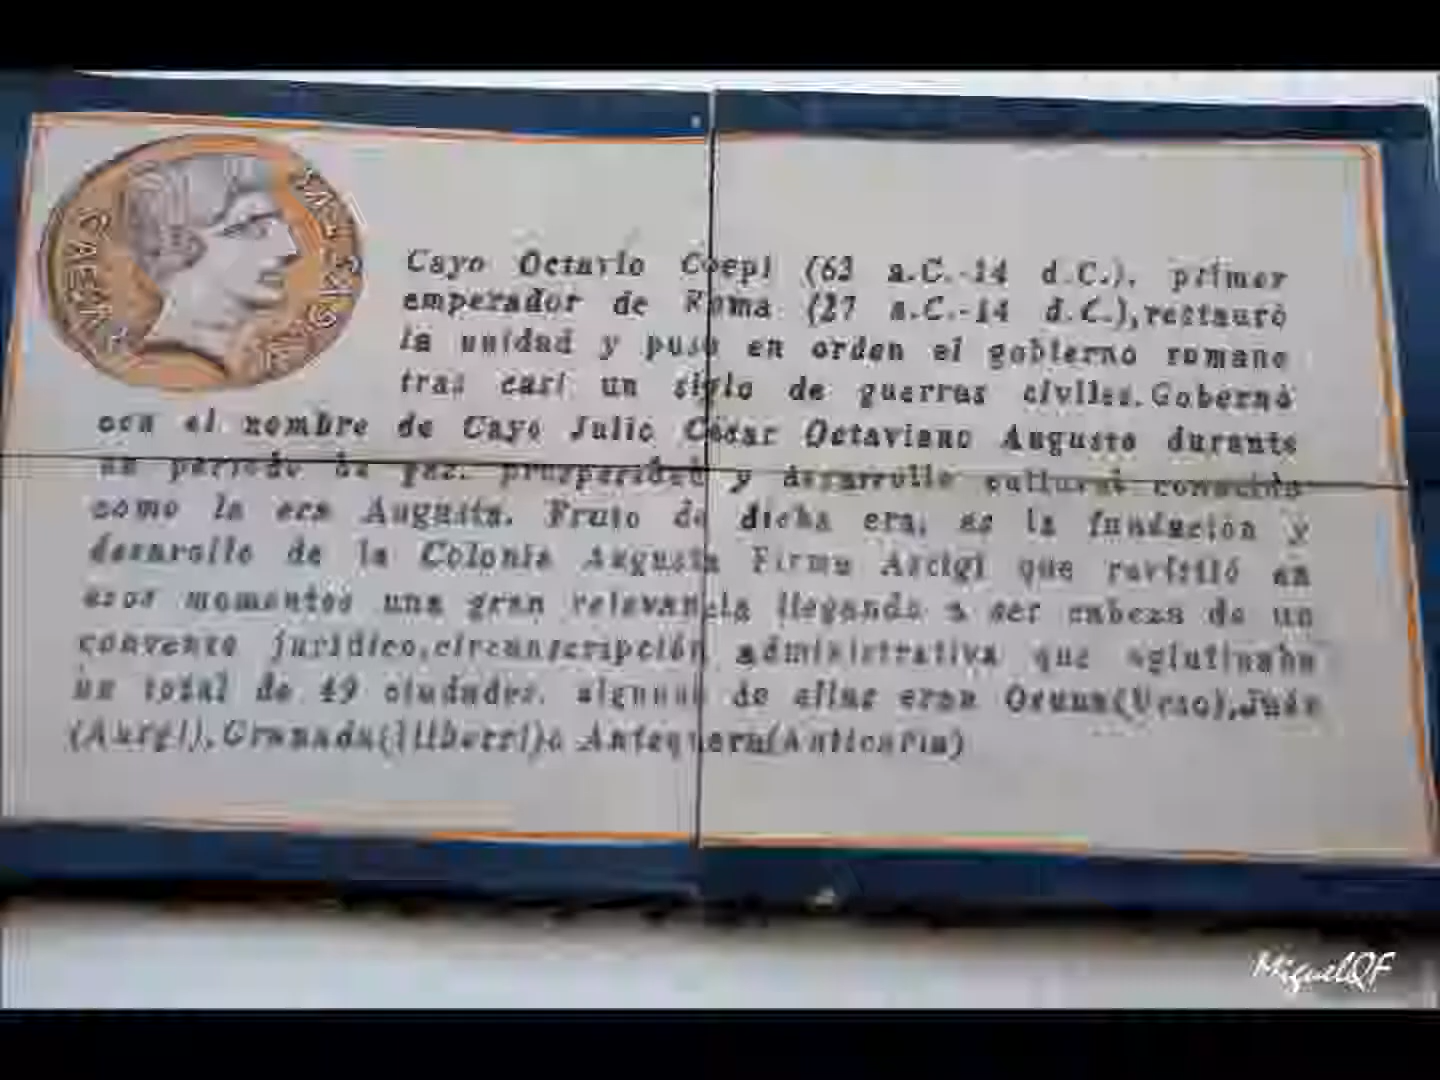 CAESAR
Cayo Octavio Coepi (63 a.C.-14 d.C.), primer
emperador de Roma (27 a.C.-14 d.C.),restauró
la unidad y puso en orden el gobierno romano
tras casi un siglo de guerras civiles.Gobernó
con el nombre de Cayo Julio César Octaviano Augusto durante
un periodo de paz, prosperidad y desarrollo cultural conocido
como la era Augusta. Fruto de dicha era, es la fundación y
desarollo de la Colonia Augusta Firma Astigi que revistió en
esos momentos una gran relevancia llegando a ser cabeza de un
convento jurídico,circunscripción administrativa que aglutinaba
un total de 49 ciudades, algunas de ellas eran Osuna(Urso),Jaén
(Aurgi),Granada(Iliberri)o Antequera(Anticaria)
MiguelQF